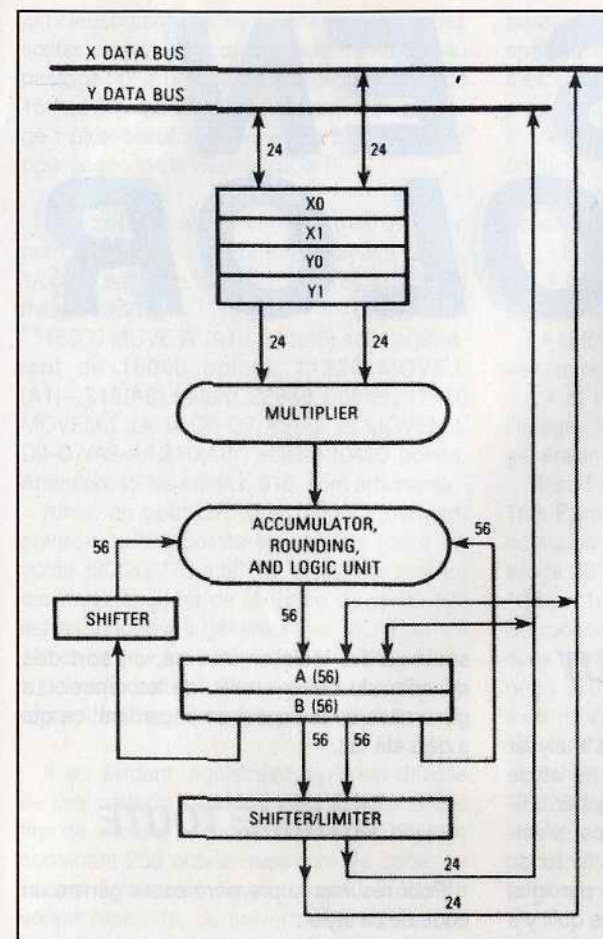 X DATA BUS
Y DATA BUS
24
24
X0
X1
Y0
Y1
24
24
MULTIPLIER
ACCUMULATOR,
ROUNDING,
AND LOGIC UNIT
56
56
SHIFTER
56
A (56)
B (56)
56
56
SHIFTER/LIMITER
24
24